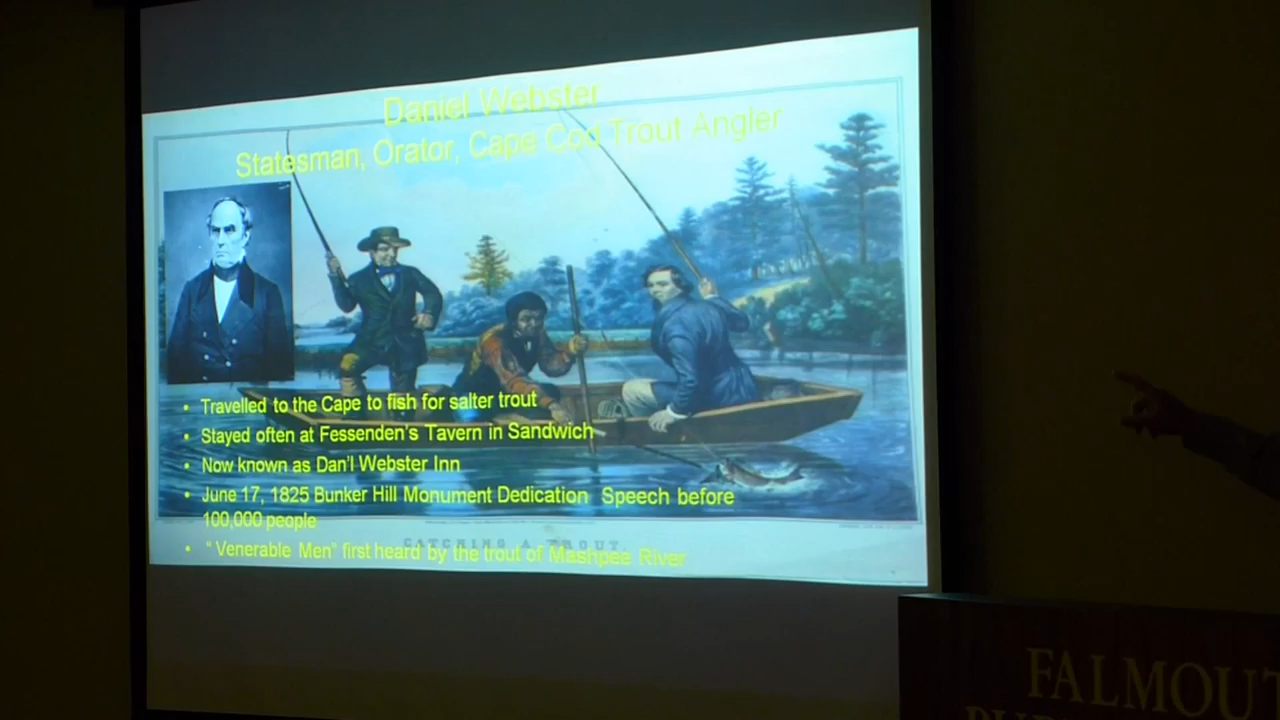 Daniel Webster
Statesman, Orator, Cape Cod Trout Angler
• Travelled to the Cape to fish for salter trout
• Stayed often at Fessenden's Tavern in Sandwich
• Now known as Dan'l Webster Inn
• June 17, 1825 Bunker Hill Monument Dedication Speech before
100,000 people
CATCHING A TROUT.
• " Venerable Men" first heard by the trout of Mashpee River
FALMOU